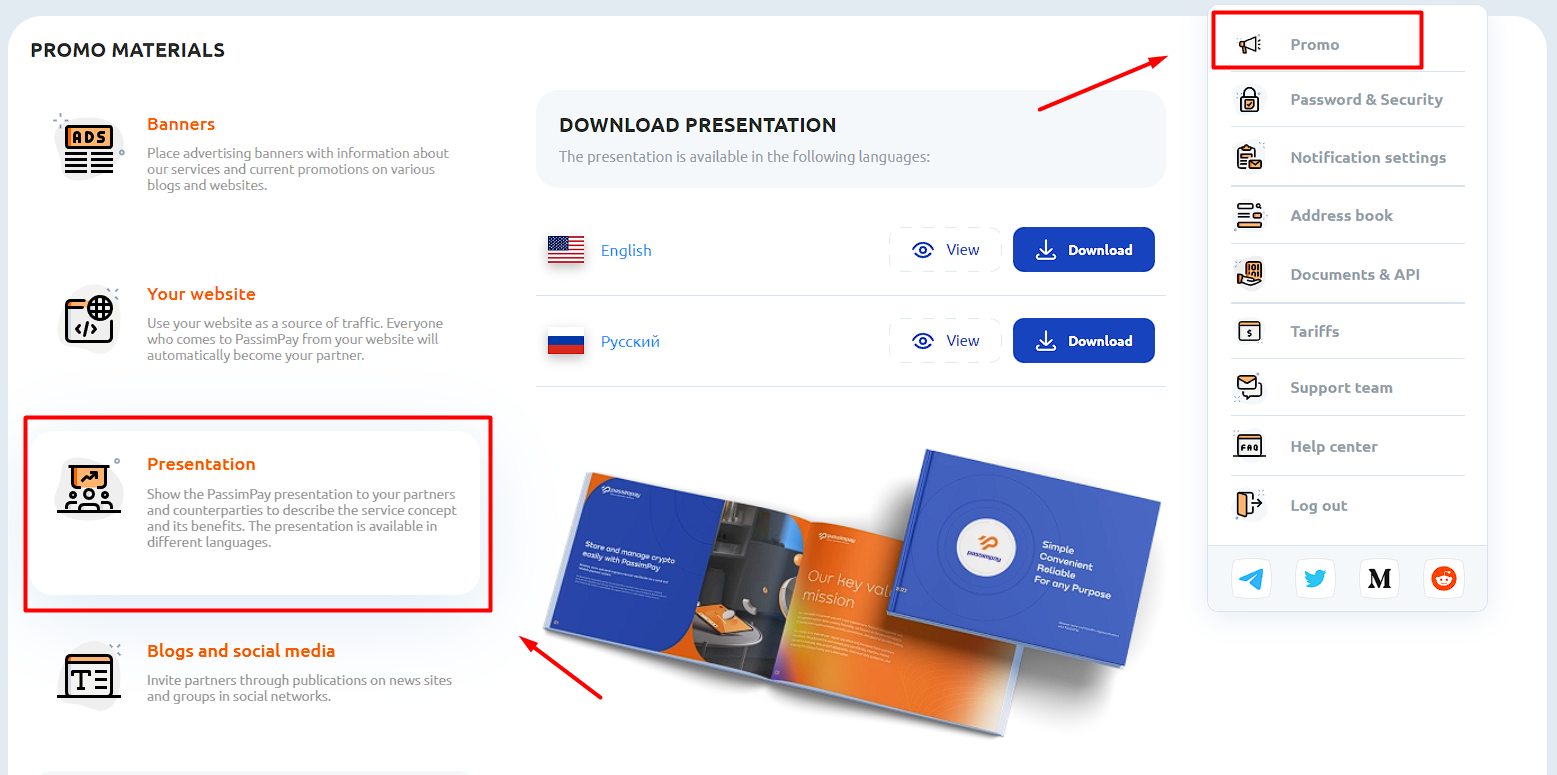 PROMO MATERIALS
ADS
Banners
Place advertising banners with information about
our services and current promotions on various
blogs and websites.
Your website
Use your website as a source of traffic. Everyone
who comes to PassimPay from your website will
automatically become your partner.
Presentation
Show the PassimPay presentation to your partners
and counterparties to describe the service concept
and its benefits. The presentation is available in
different languages.
T
Blogs and social media
Invite partners through publications on news sites
and groups in social networks.
DOWNLOAD PRESENTATION
The presentation is available in the following languages:
English
View
Download
Русский
View
Download
passimpay
Store and manage crypto
easily with PassimPay
passimpay
Our key val
mission
2023
passimpay
Simple
Convenient
Reliable
For any Purpose
Promo
Password & Security
Notification settings
Address book
Documents & API
$
Tariffs
Support team
FAQ
Help center
Log out
M